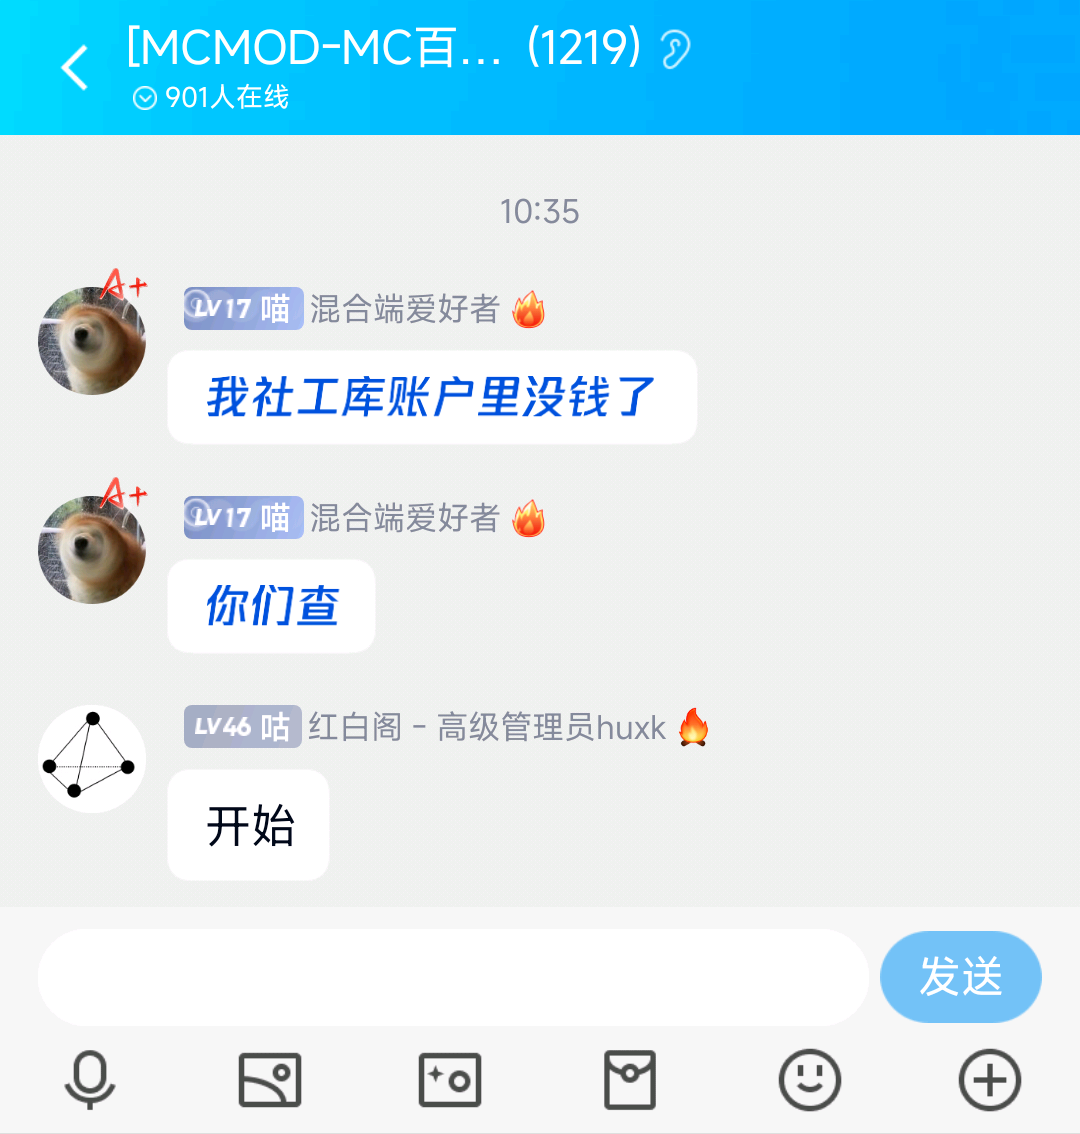 [MCMOD-MC百... (1219)
901人在线
10:35
A+
LV17 喵 混合端爱好者
我社工库账户里没钱了
A+
LV17 喵 混合端爱好者
你们查
LV46 咕 红白阁 - 高级管理员huxk
开始
发送